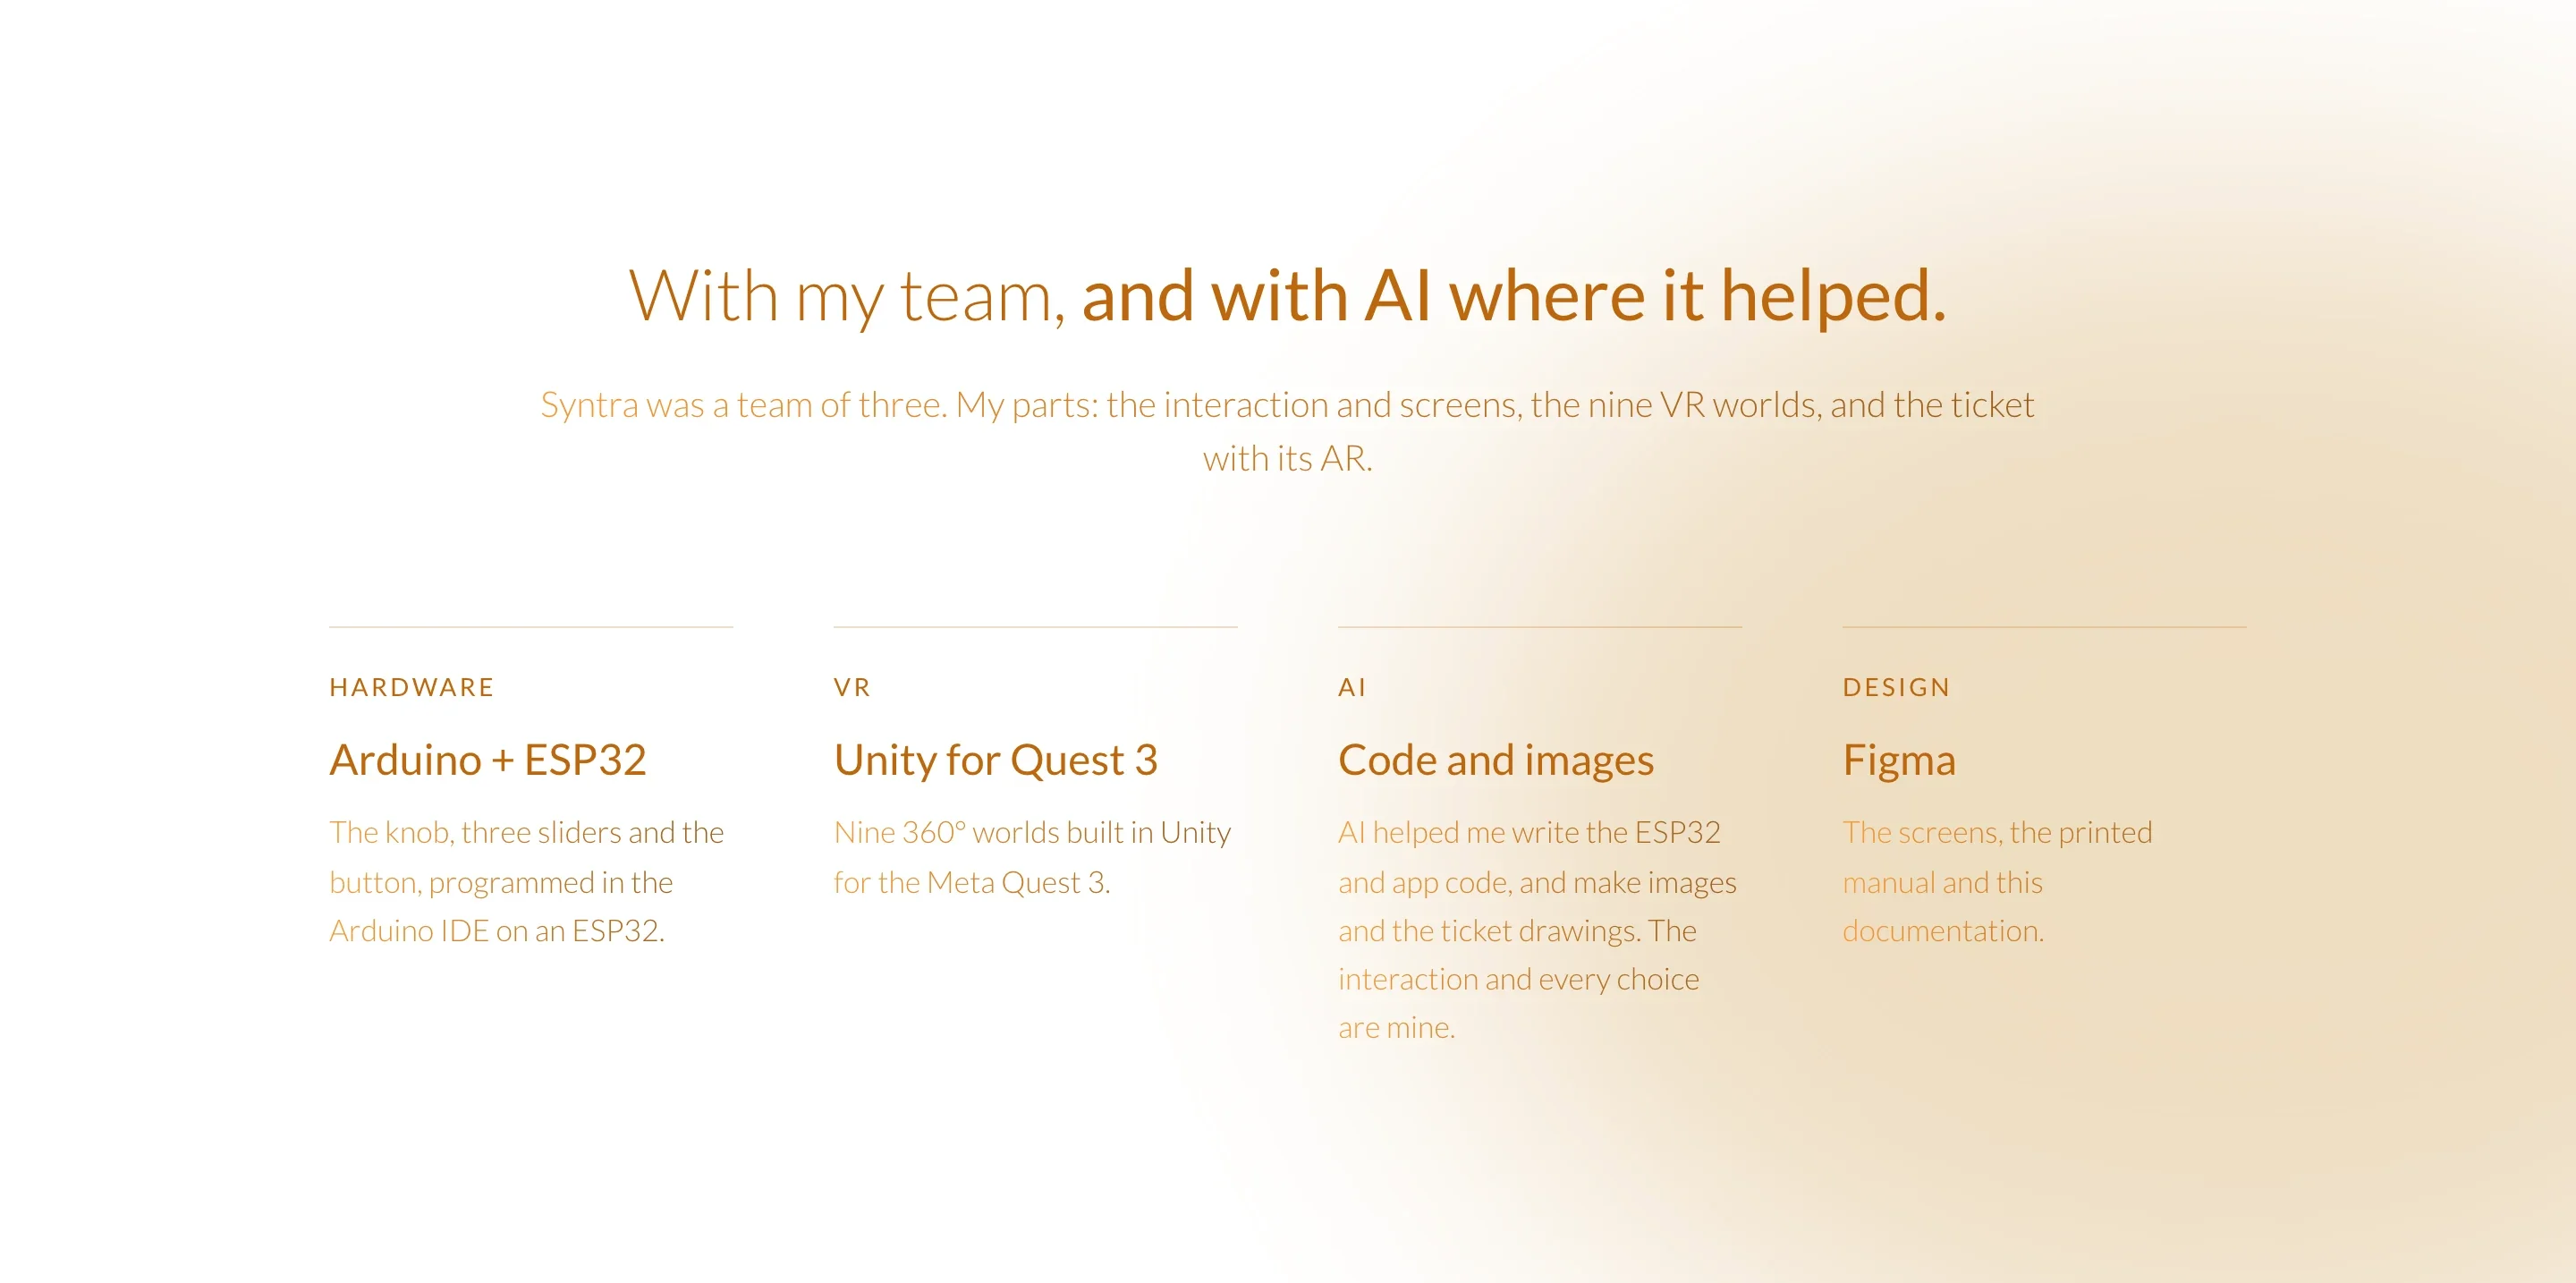 With my team, and with AI where it helped.
Syntra was a team of three. My parts: the interaction and screens, the nine VR worlds, and the ticket
with its AR.
HARDWARE
Arduino + ESP32
The knob, three sliders and the
button, programmed in the
Arduino IDE on an ESP32.
VR
Unity for Quest 3
Nine 360° worlds built in Unity
for the Meta Quest 3.
AI
Code and images
AI helped me write the ESP32
and app code, and make images
and the ticket drawings. The
interaction and every choice
are mine.
DESIGN
Figma
The screens, the printed
manual and this
documentation.